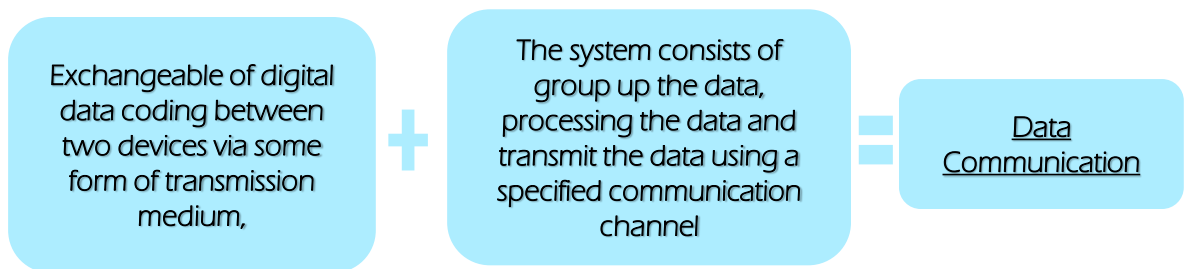 Exchangeable of digital
data coding between
two devices via some
form of transmission
medium,
+
The system consists of
group up the data,
processing the data and
transmit the data using a
specified communication
channel
=
Data
Communication